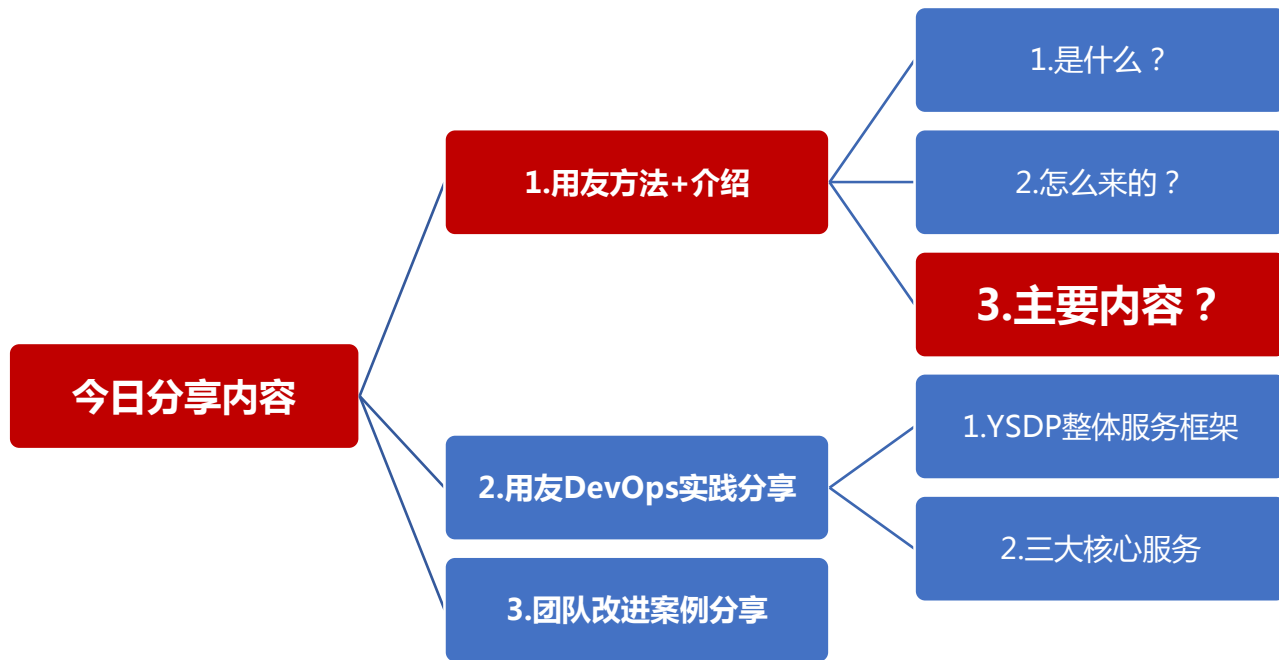 今日分享内容
1.用友方法+介绍
1.是什么？
2.怎么来的？
3.主要内容？
2.用友DevOps实践分享
1.YSDP整体服务框架
2.三大核心服务
3.团队改进案例分享